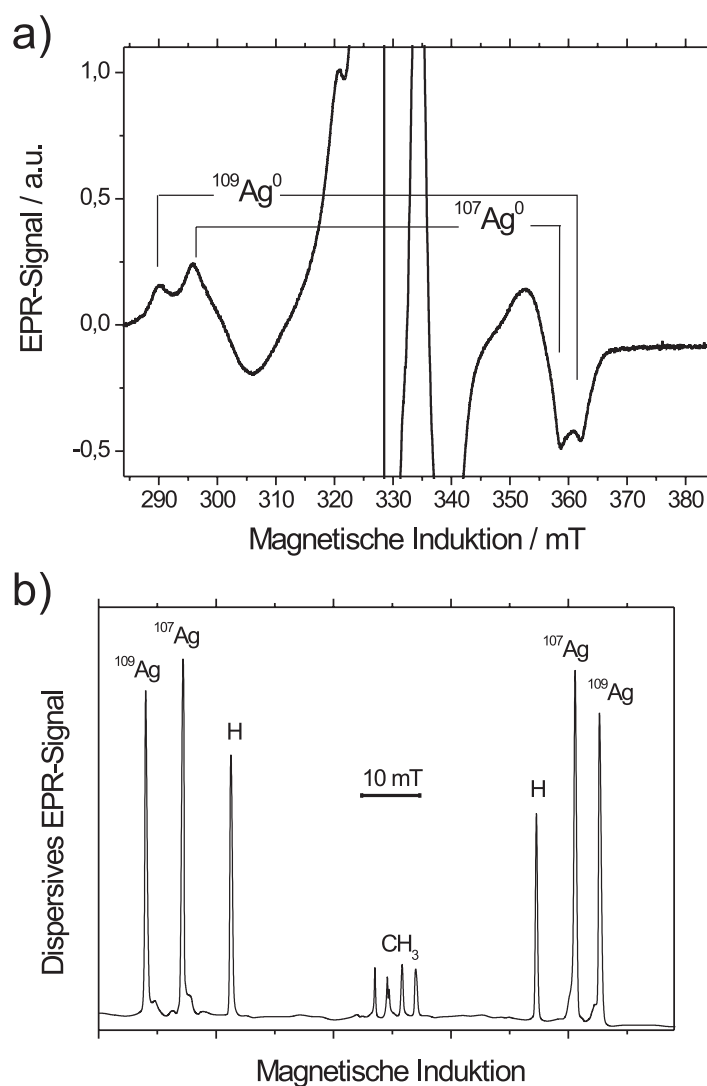 a)
1,0
0,5
0,0
-0,5
EPR-Signal / a.u.
¹⁰⁹Ag⁰
¹⁰⁷Ag⁰
290 300 310 320 330 340 350 360 370 380
Magnetische Induktion / mT
b)
Dispersives EPR-Signal
¹⁰⁹Ag
¹⁰⁷Ag
H
10 mT
CH₃
H
¹⁰⁷Ag
¹⁰⁹Ag
Magnetische Induktion